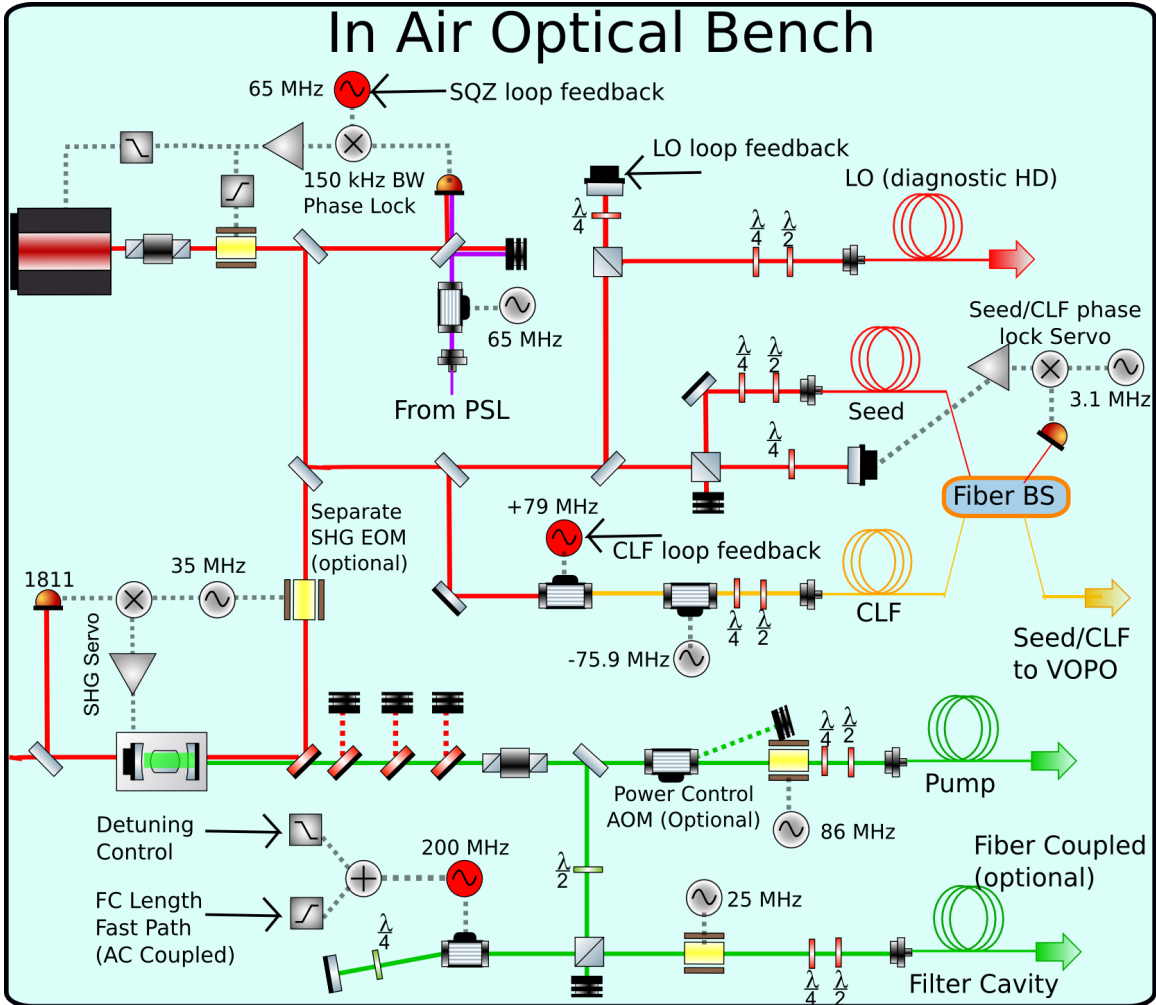 In Air Optical Bench
65 MHz
SQZ loop feedback
150 kHz BW
Phase Lock
LO loop feedback
λ
4
LO (diagnostic HD)
λ
4
λ
2
65 MHz
From PSL
Seed/CLF phase
lock Servo
3.1 MHz
λ
4
λ
2
Seed
λ
4
Fiber BS
Separate
SHG EOM
(optional)
+79 MHz
CLF loop feedback
1811
35 MHz
SHG Servo
-75.9 MHz
λ
4
λ
2
CLF
Seed/CLF
to VOPO
Power Control
AOM (Optional)
λ
4
λ
2
86 MHz
Pump
Detuning
Control
FC Length
Fast Path
(AC Coupled)
200 MHz
λ
2
λ
4
25 MHz
λ
4
λ
2
Fiber Coupled
(optional)
Filter Cavity